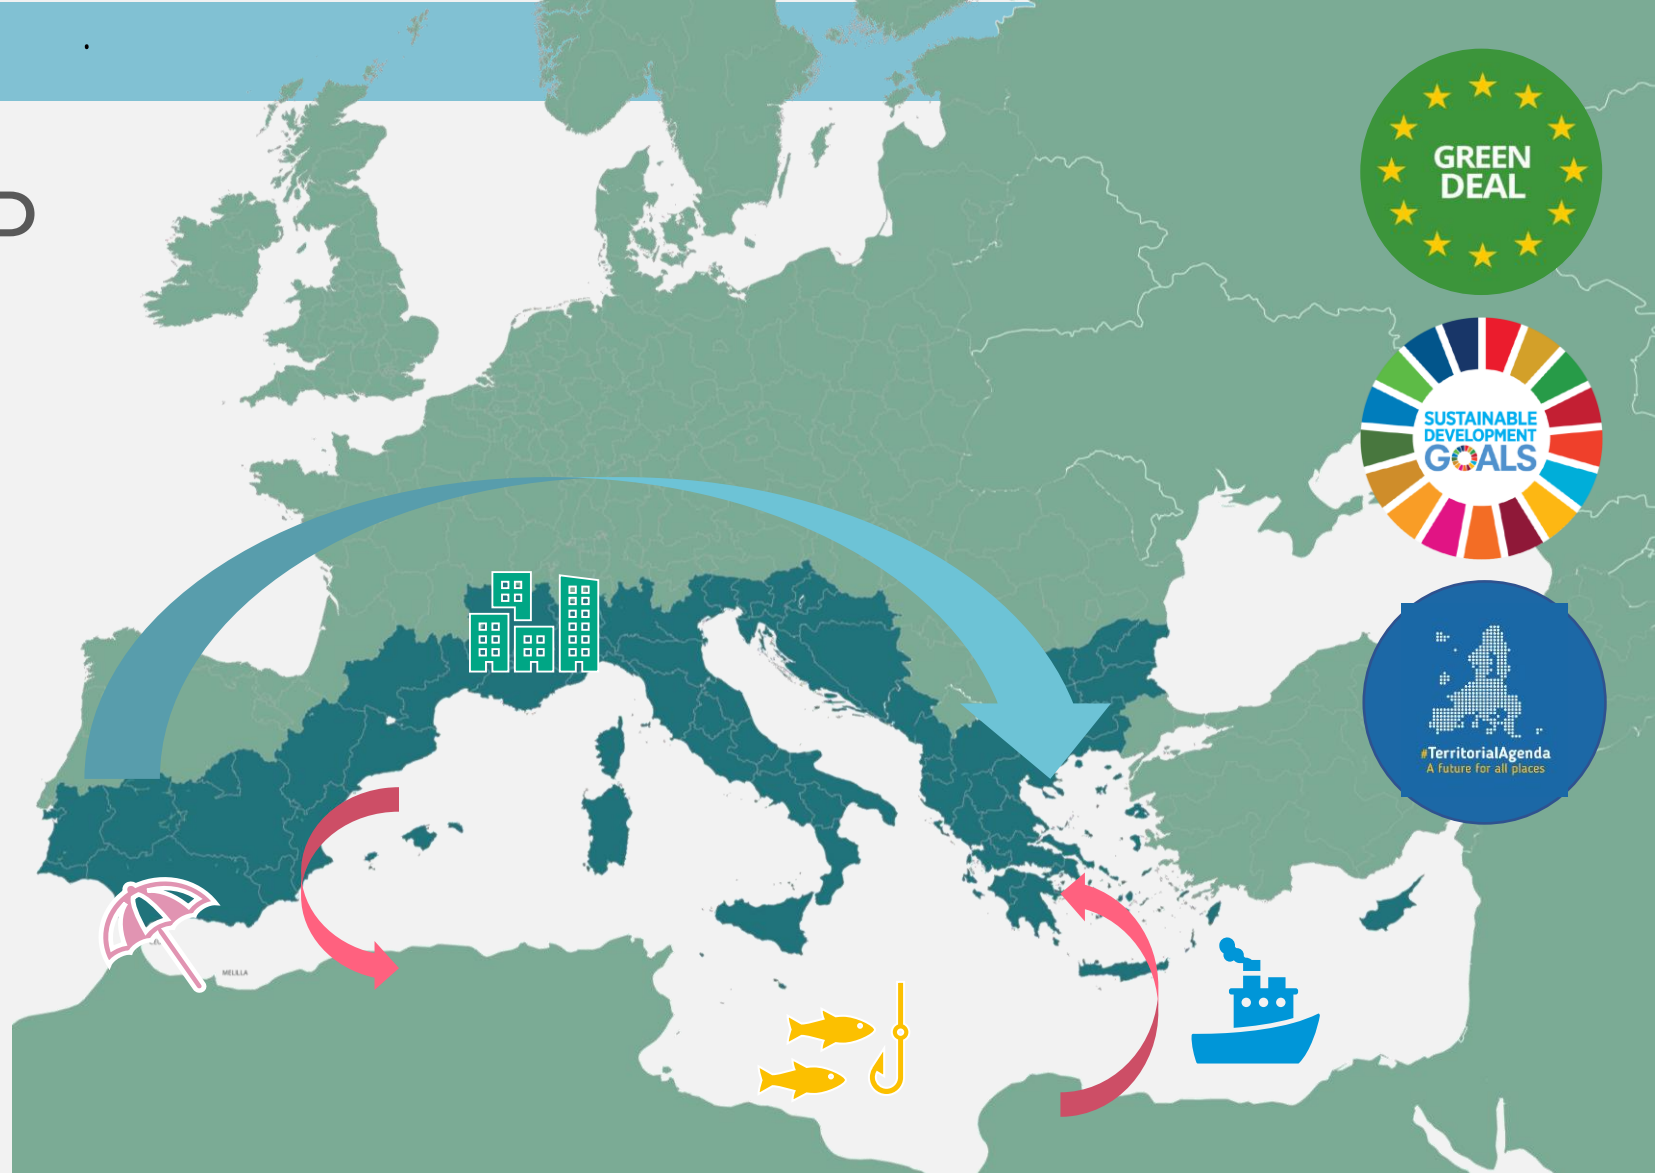 GREEN
DEAL
SUSTAINABLE
DEVELOPMENT
GOALS
#TerritorialAgenda
A future for all places
MELILLA